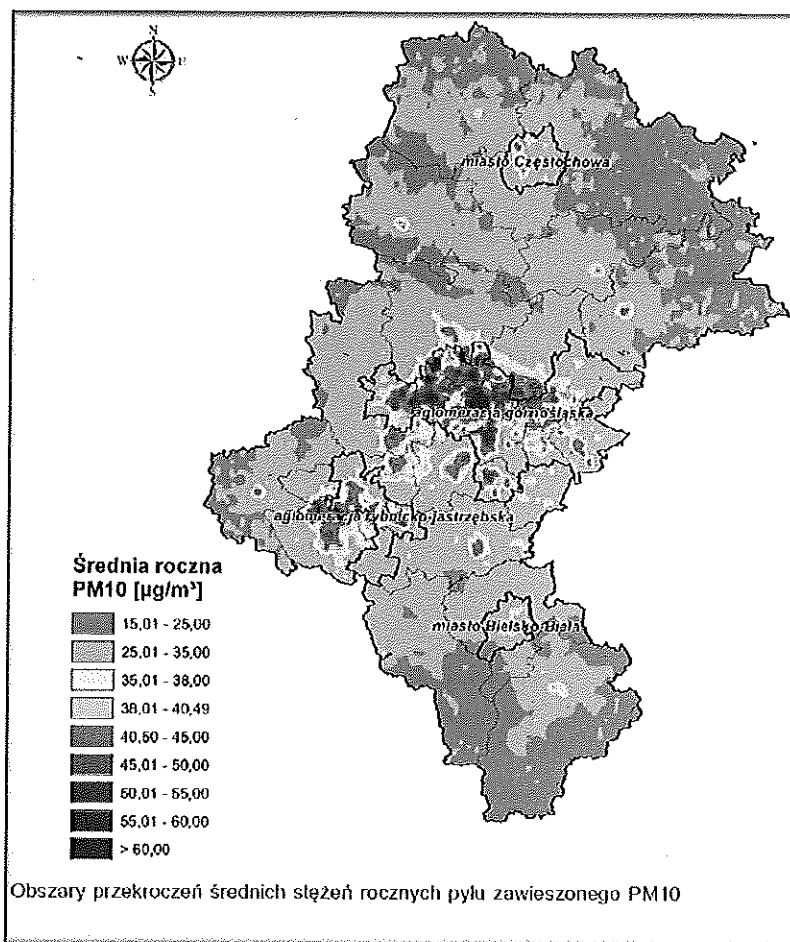 N
W E
S
miasto Częstochowa
aglomeracja górnośląska
aglomeracja rybnicko-jastrzębska
Średnia roczna
PM10 [µg/m³]
15,01 - 25,00
25,01 - 35,00
35,01 - 38,00
38,01 - 40,49
40,50 - 45,00
45,01 - 50,00
50,01 - 55,00
55,01 - 60,00
> 60,00
miasto Bielsko-Biała
Obszary przekroczeń średnich stężeń rocznych pyłu zawieszonego PM10